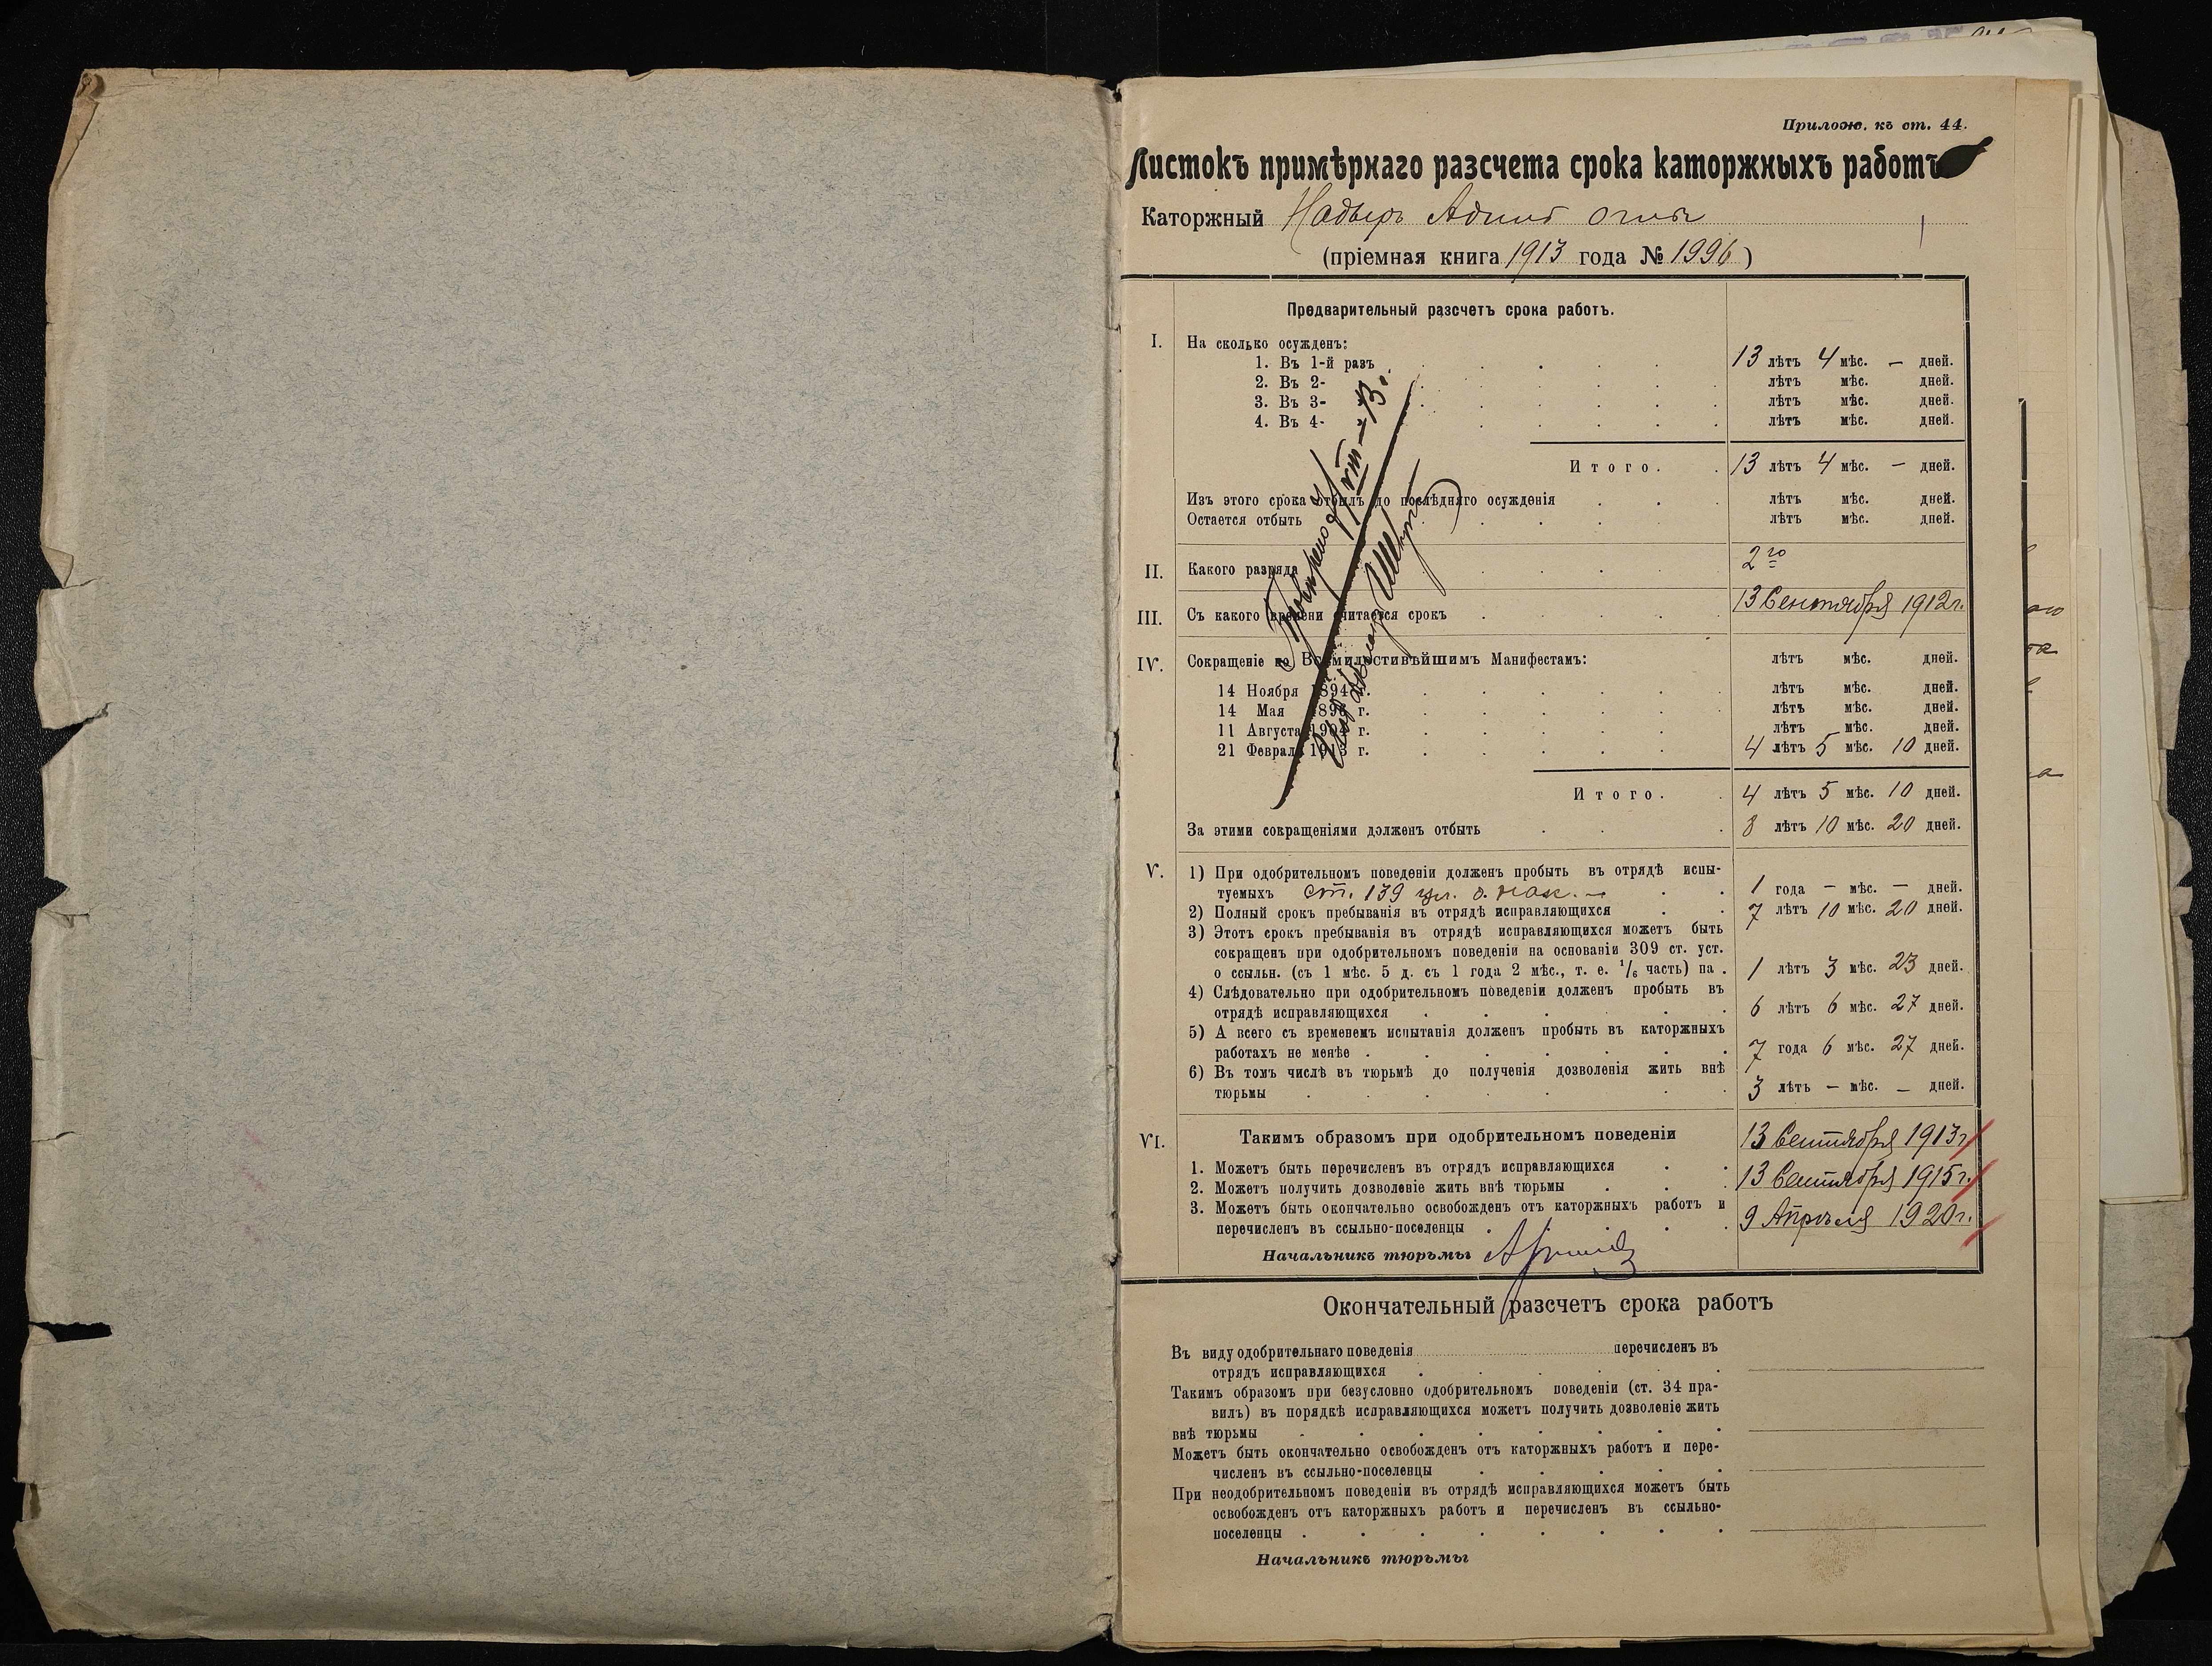 Прилож. къ ст. 44.
Листокъ примѣрнаго разсчета срока каторжныхъ работъ
Каторжный Надыръ Адишъ оглы
(пріемная книга 1913 года № 1996)
Предварительный разсчетъ срока работъ.
I. На сколько осужденъ:
1. Въ 1-й разъ 13 лѣтъ 4 мѣс. — дней.
2. Въ 2- лѣтъ мѣс. дней.
3. Въ 3- лѣтъ мѣс. дней.
4. Въ 4- лѣтъ мѣс. дней.
Итого. 13 лѣтъ 4 мѣс. — дней.
Изъ этого срока отбылъ до послѣдняго осужденія лѣтъ мѣс. дней.
Остается отбыть лѣтъ мѣс. дней.
II. Какого разряда 2го
III. Съ какого времени считается срокъ 13 Сентября 1912 г.
IV. Сокращеніе по Всемилостивѣйшимъ Манифестамъ: лѣтъ мѣс. дней.
14 Ноября 1894 г. лѣтъ мѣс. дней.
14 Мая 1896 г. лѣтъ мѣс. дней.
11 Августа 1904 г. лѣтъ мѣс. дней.
21 Февраля 1913 г. 4 лѣтъ 5 мѣс. 10 дней.
Итого. 4 лѣтъ 5 мѣс. 10 дней.
За этими сокращеніями долженъ отбыть 8 лѣтъ 10 мѣс. 20 дней.
V. 1) При одобрительномъ поведеніи долженъ пробыть въ отрядѣ испы-
туемыхъ ст. 139 о нак. — 1 года — мѣс. — дней.
2) Полный срокъ пребыванія въ отрядѣ исправляющихся 7 лѣтъ 10 мѣс. 20 дней.
3) Этотъ срокъ пребыванія въ отрядѣ исправляющихся можетъ быть
сокращенъ при одобрительномъ поведеніи на основаніи 309 ст. уст.
о ссыльн. (съ 1 мѣс. 5 д. съ 1 года 2 мѣс., т. е. 1/6 часть) на. 1 лѣтъ 3 мѣс. 23 дней.
4) Слѣдовательно при одобрительномъ поведеніи долженъ пробыть въ
отрядѣ исправляющихся 6 лѣтъ 6 мѣс. 27 дней.
5) А всего съ временемъ испытанія долженъ пробыть въ каторжныхъ
работахъ не менѣе 7 года 6 мѣс. 27 дней.
6) Въ томъ числѣ въ тюрьмѣ до полученія дозволенія жить внѣ
тюрьмы 3 лѣтъ — мѣс. — дней.
VI. Такимъ образомъ при одобрительномъ поведеніи
1. Можетъ быть перечисленъ въ отрядъ исправляющихся 13 Сентября 1913 г.
2. Можетъ получить дозволеніе жить внѣ тюрьмы 13 Сентября 1915 г.
3. Можетъ быть окончательно освобожденъ отъ каторжныхъ работъ и
перечисленъ въ ссыльно-поселенцы 9 Апрѣля 1920 г.
Начальникъ тюрьмы
Окончательный разсчетъ срока работъ
Въ виду одобрительнаго поведенія перечисленъ въ
отрядъ исправляющихся
Такимъ образомъ при безусловно одобрительномъ поведеніи (ст. 34 пра-
вилъ) въ порядкѣ исправляющихся можетъ получить дозволеніе жить
внѣ тюрьмы
Можетъ быть окончательно освобожденъ отъ каторжныхъ работъ и пере-
численъ въ ссыльно-поселенцы
При неодобрительномъ поведеніи въ отрядѣ исправляющихся можетъ быть
освобожденъ отъ каторжныхъ работъ и перечисленъ въ ссыльно-
поселенцы
Начальникъ тюрьмы